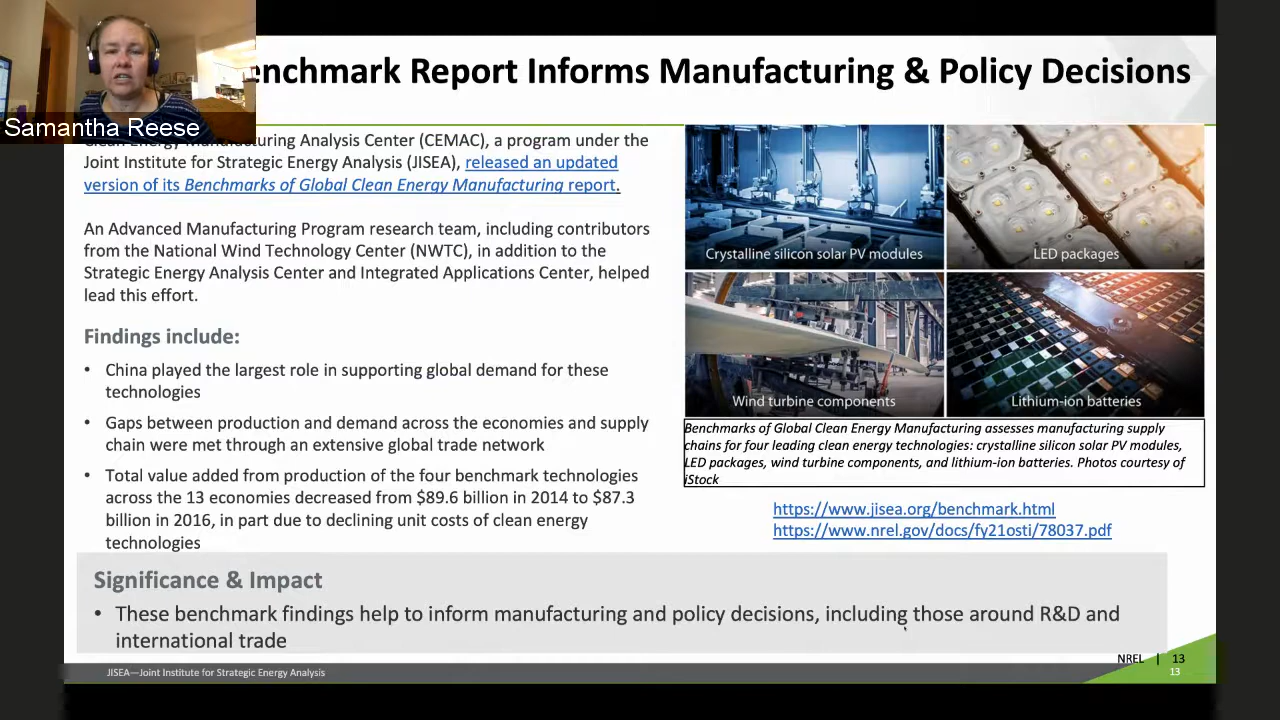 enchmark Report Informs Manufacturing & Policy Decisions
Samantha Reese
Clean Energy Manufacturing Analysis Center (CEMAC), a program under the
Joint Institute for Strategic Energy Analysis (JISEA), released an updated
version of its Benchmarks of Global Clean Energy Manufacturing report.
An Advanced Manufacturing Program research team, including contributors
from the National Wind Technology Center (NWTC), in addition to the
Strategic Energy Analysis Center and Integrated Applications Center, helped
lead this effort.
Findings include:
• China played the largest role in supporting global demand for these
technologies
• Gaps between production and demand across the economies and supply
chain were met through an extensive global trade network
• Total value added from production of the four benchmark technologies
across the 13 economies decreased from $89.6 billion in 2014 to $87.3
billion in 2016, in part due to declining unit costs of clean energy
technologies
Crystalline silicon solar PV modules
LED packages
Wind turbine components
Lithium-ion batteries
Benchmarks of Global Clean Energy Manufacturing assesses manufacturing supply
chains for four leading clean energy technologies: crystalline silicon solar PV modules,
LED packages, wind turbine components, and lithium-ion batteries. Photos courtesy of
iStock
https://www.jisea.org/benchmark.html
https://www.nrel.gov/docs/fy21osti/78037.pdf
Significance & Impact
• These benchmark findings help to inform manufacturing and policy decisions, including those around R&D and
international trade
NREL | 13
JISEA—Joint Institute for Strategic Energy Analysis
13